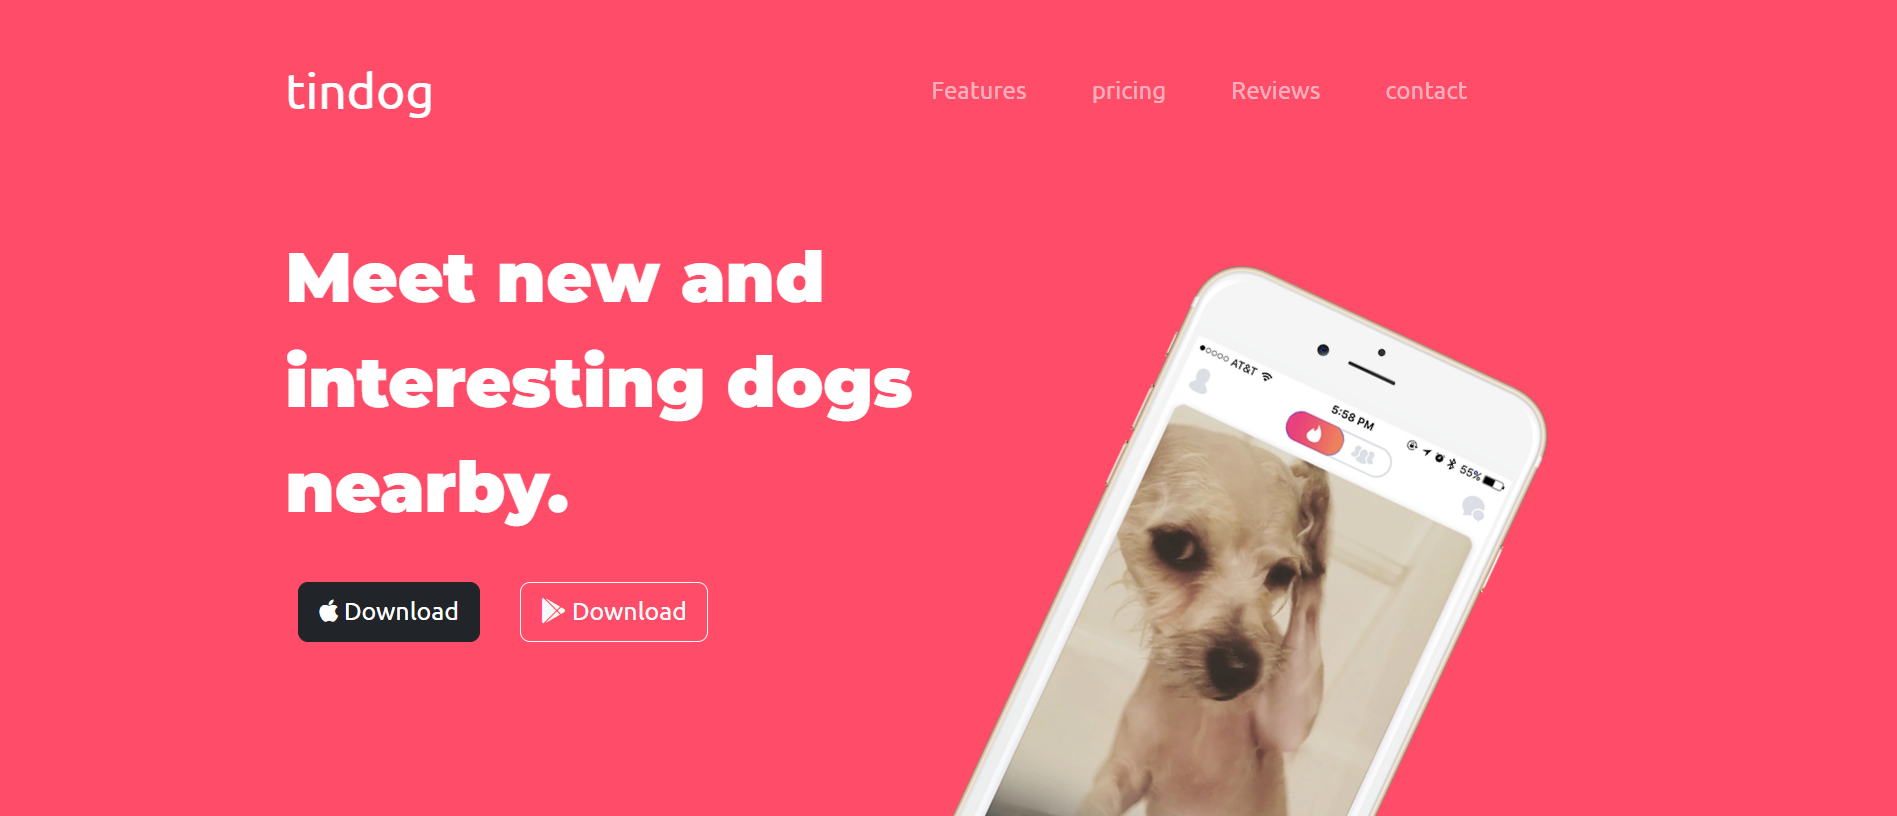 tindog
Features pricing Reviews contact
Meet new and
interesting dogs
nearby.
Download Download
AT&T
5:58 PM
55%